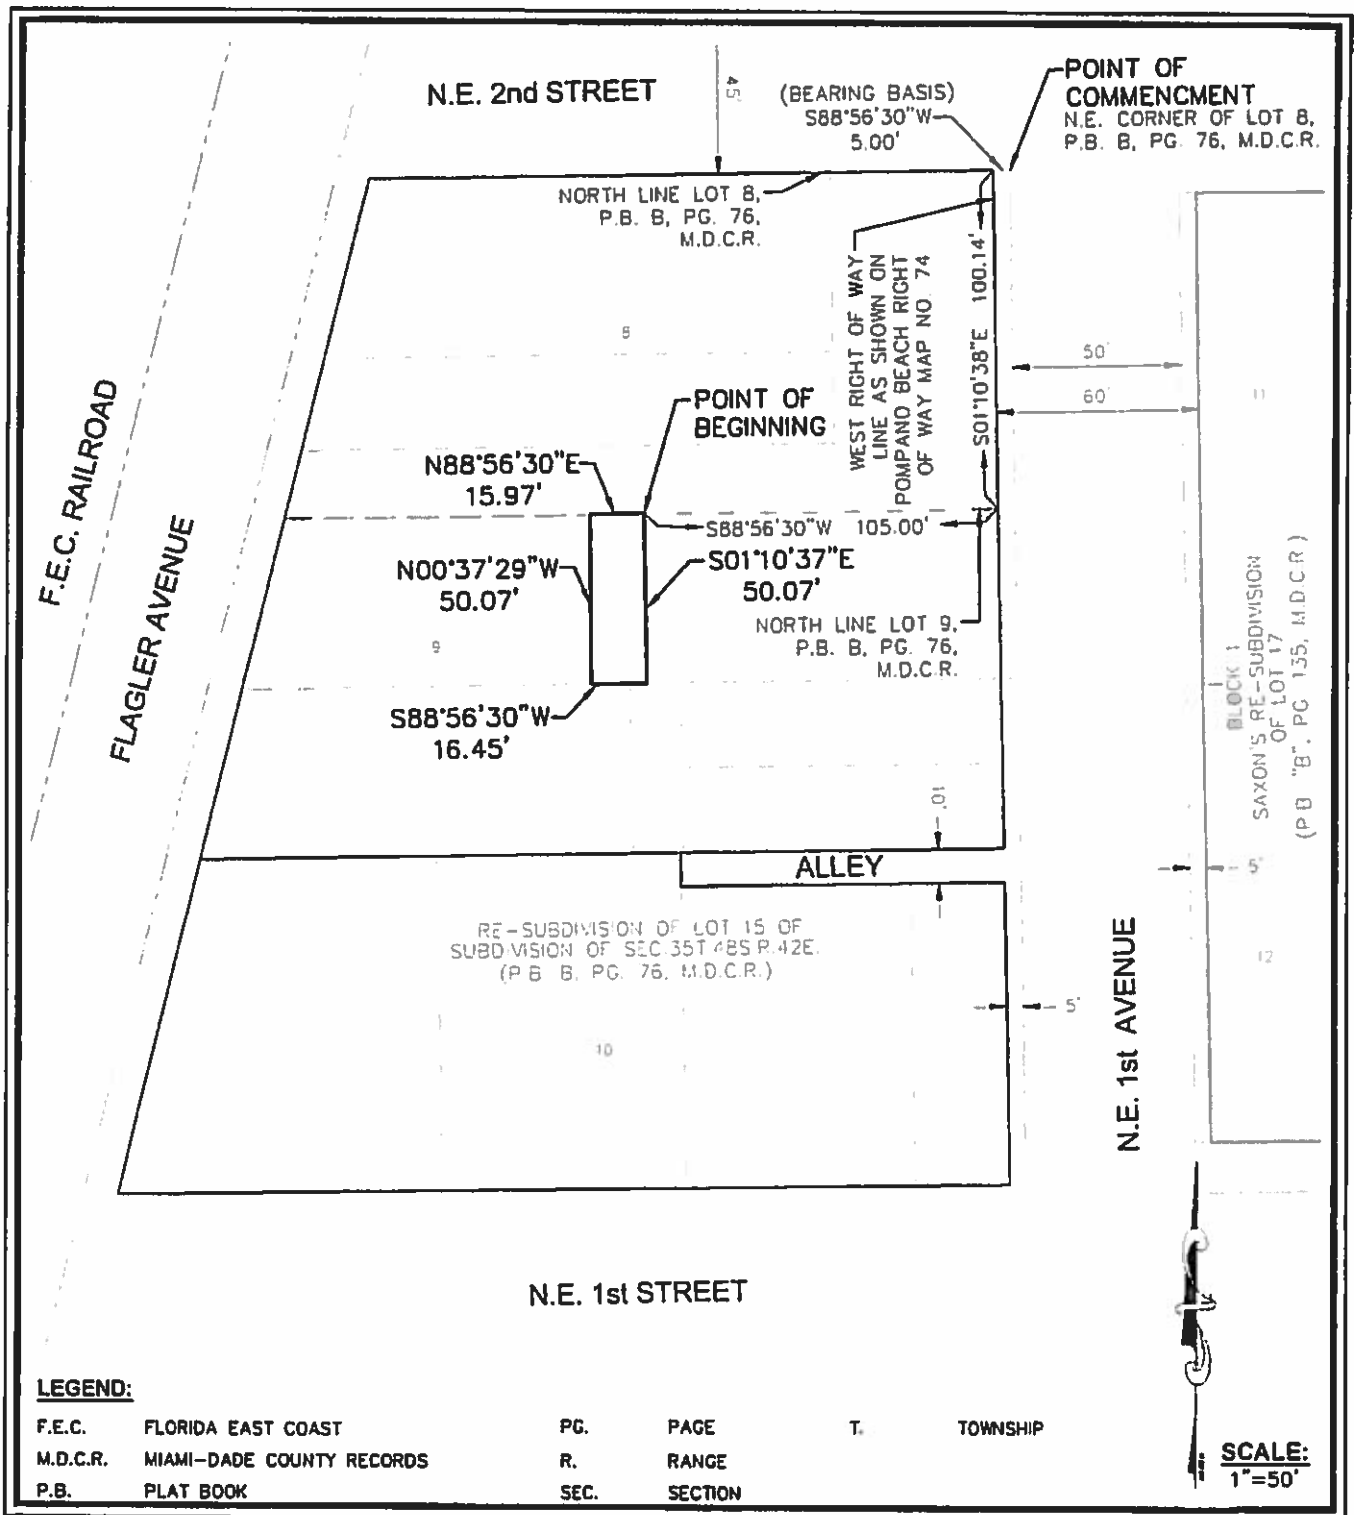 N.E. 2nd STREET
45'
(BEARING BASIS)
S88°56'30"W
5.00'
POINT OF
COMMENCMENT
N.E. CORNER OF LOT 8,
P.B. B, PG. 76, M.D.C.R.
NORTH LINE LOT 8,
P.B. B, PG. 76,
M.D.C.R.
WEST RIGHT OF WAY
LINE AS SHOWN ON
POMPANO BEACH RIGHT
OF WAY MAP NO. 74
S01°10'38"E 100.14'
50'
60'
8
11
F.E.C. RAILROAD
FLAGLER AVENUE
POINT OF
BEGINNING
N88°56'30"E
15.97'
S88°56'30"W 105.00'
N00°37'29"W
50.07'
S01°10'37"E
50.07'
NORTH LINE LOT 9,
P.B. B, PG. 76,
M.D.C.R.
9
S88°56'30"W
16.45'
BLOCK 1
SAXON'S RE-SUBDIVISION
OF LOT 17
(P.B "B", PG 135, M.D.C.R)
10'
ALLEY
5'
RE-SUBDIVISION OF LOT 15 OF
SUBDIVISION OF SEC.35T.48S R.42E.
(P.B B, PG. 76, M.D.C.R.)
12
5'
10
N.E. 1st AVENUE
N.E. 1st STREET
LEGEND:
F.E.C. FLORIDA EAST COAST PG. PAGE T. TOWNSHIP
M.D.C.R. MIAMI-DADE COUNTY RECORDS R. RANGE
P.B. PLAT BOOK SEC. SECTION
SCALE:
1"=50'